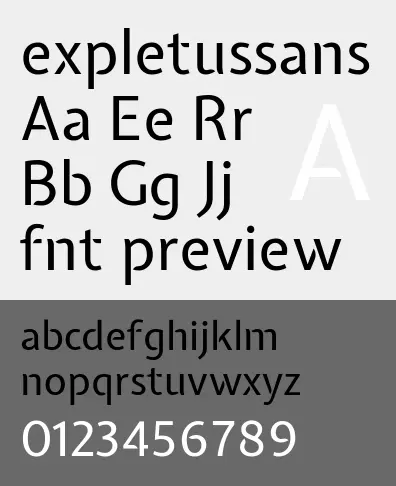 expletussans
Aa Ee Rr
A
Bb Gg Jj
fnt preview
abcdefghijklm
nopqrstuvwxyz
0123456789